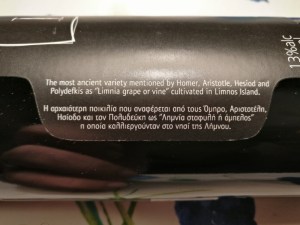 The most ancient variety mentioned by Homer, Aristotle, Hesiod and
Polydefkis as "Limnia grape or vine" cultivated in Limnos Island.
Η αρχαιότερη ποικιλία που αναφέρεται από τους Όμηρο, Αριστοτέλη,
Ησίοδο και τον Πολυδεύκη ως "Λημνία σταφυλή ή άμπελος"
η οποία καλλιεργούνταν στο νησί της Λήμνου.
13%alc